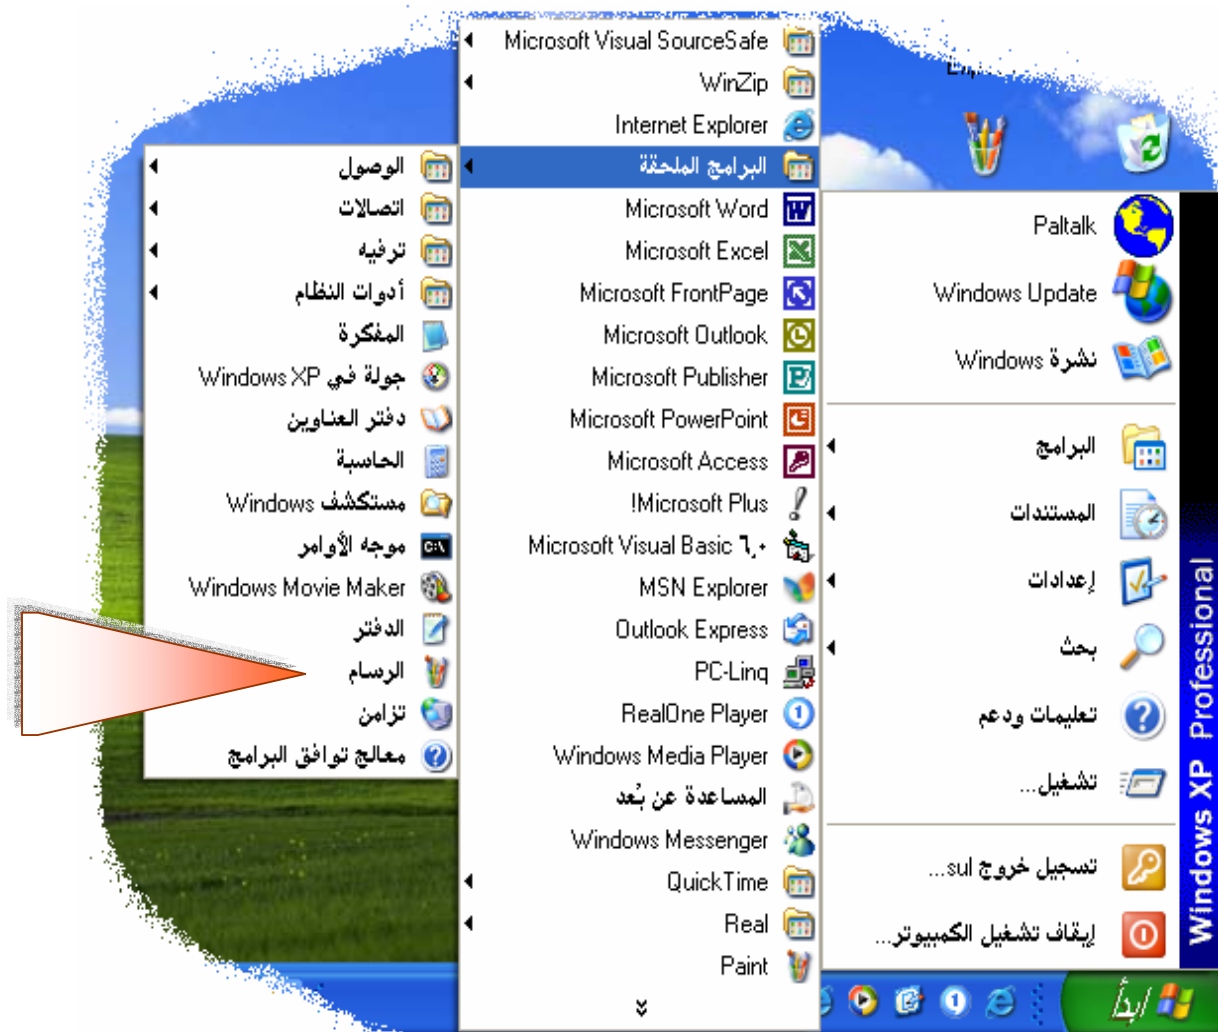 Microsoft Visual SourceSafe
WinZip
Internet Explorer
البرامج الملحقة
Microsoft Word
Microsoft Excel
Microsoft FrontPage
Microsoft Outlook
Microsoft Publisher
Microsoft PowerPoint
Microsoft Access
!Microsoft Plus
Microsoft Visual Basic ٦,٠
MSN Explorer
Outlook Express
PC-Linq
RealOne Player
Windows Media Player
المساعدة عن بُعد
Windows Messenger
QuickTime
Real
Paint
الوصول
اتصالات
ترفيه
أدوات النظام
المفكرة
جولة في Windows XP
دفتر العناوين
الحاسبة
مستكشف Windows
موجه الأوامر
Windows Movie Maker
الدفتر
الرسام
تزامن
معالج توافق البرامج
Paltalk
Windows Update
نشرة Windows
البرامج
المستندات
إعدادات
بحث
تعليمات ودعم
تشغيل...
تسجيل خروج sul...
إيقاف تشغيل الكمبيوتر...
Windows XP Professional
ابدأ